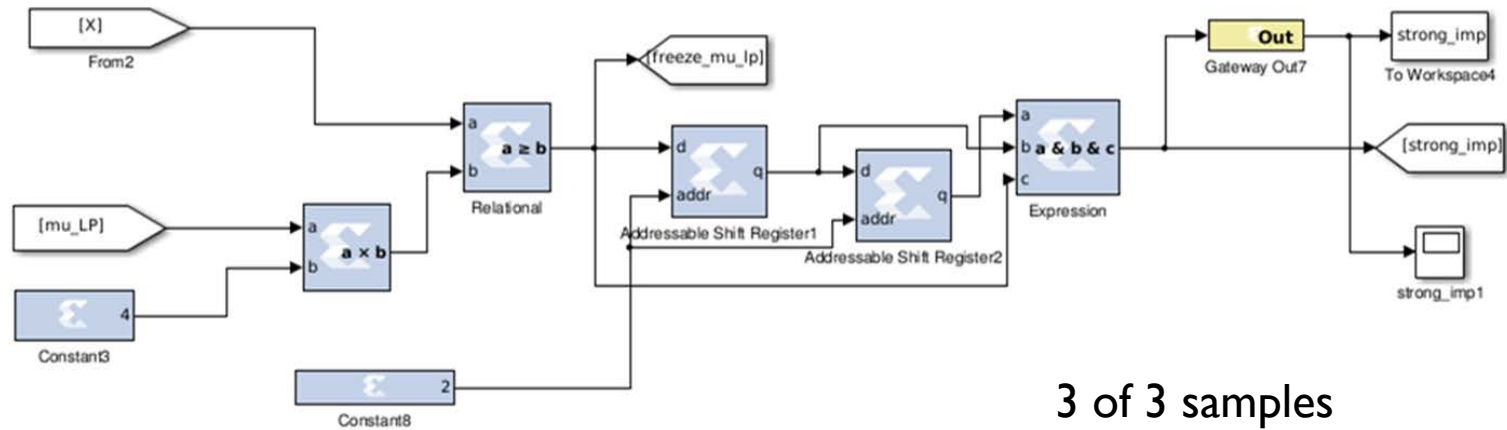 [X]
From2
[mu_LP]
4
Constant3
a
b
a × b
a
b
a ≥ b
Relational
[freeze_mu_lp]
2
Constant8
d
addr
q
Addressable Shift Register1
d
addr
q
Addressable Shift Register2
a
b
c
a & b & c
Expression
Out
Gateway Out7
strong_imp
To Workspace4
[strong_imp]
strong_imp1
3 of 3 samples